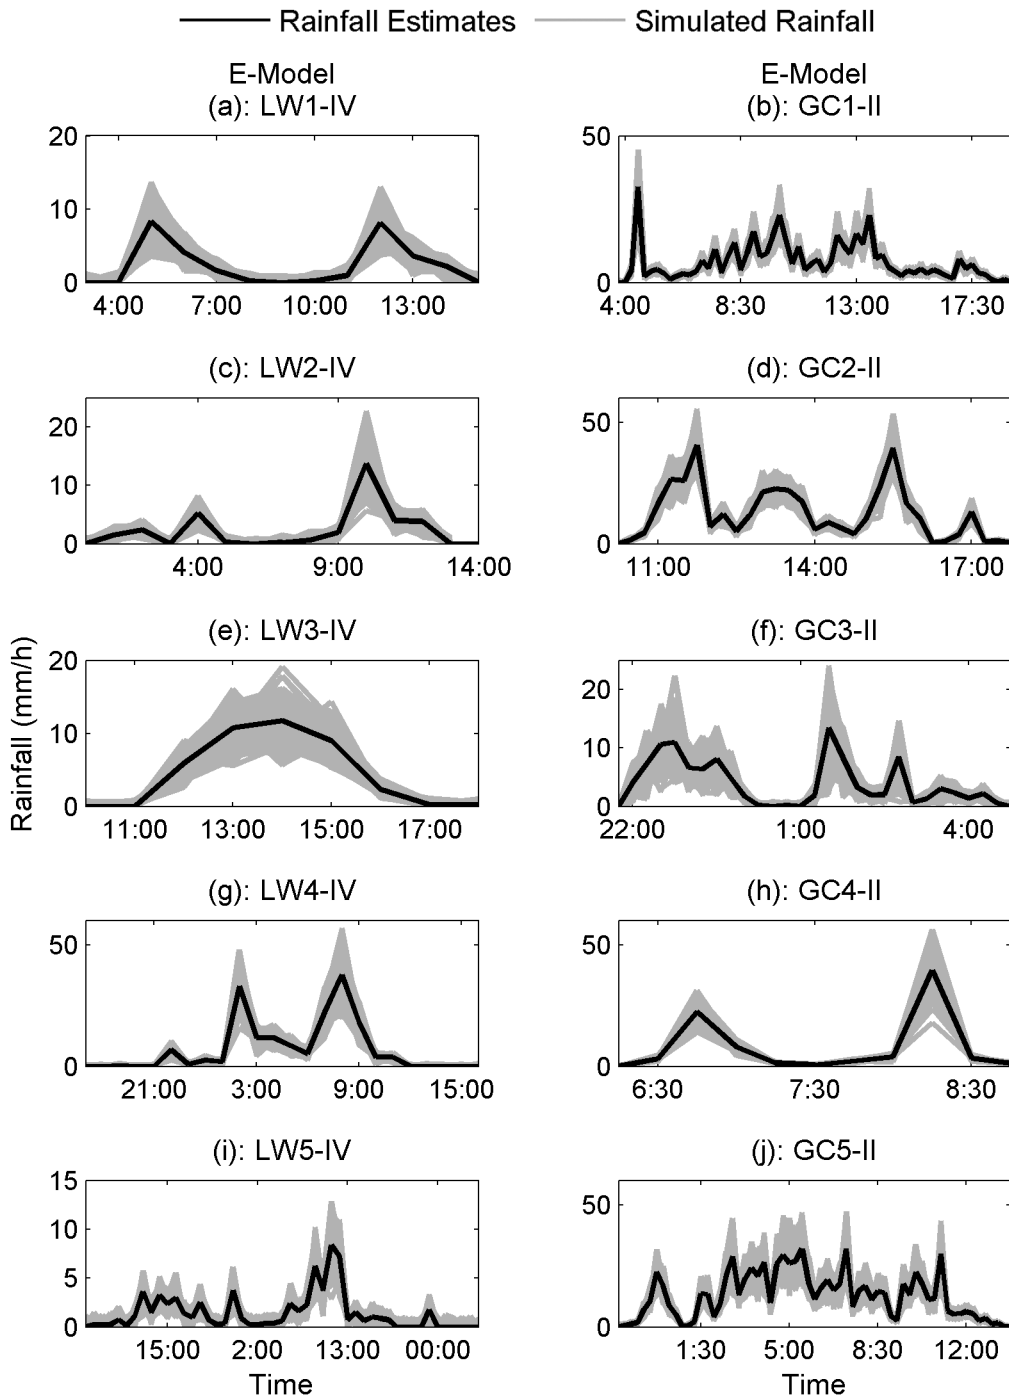 Rainfall Estimates Simulated Rainfall
E-Model
(a): LW1-IV
20
10
0
4:00 7:00 10:00 13:00
E-Model
(b): GC1-II
50
0
4:00 8:30 13:00 17:30
(c): LW2-IV
20
10
0
4:00 9:00 14:00
(d): GC2-II
50
0
11:00 14:00 17:00
Rainfall (mm/h)
(e): LW3-IV
20
10
0
11:00 13:00 15:00 17:00
(f): GC3-II
20
10
0
22:00 1:00 4:00
(g): LW4-IV
50
0
21:00 3:00 9:00 15:00
(h): GC4-II
50
0
6:30 7:30 8:30
(i): LW5-IV
15
10
5
0
15:00 2:00 13:00 00:00
Time
(j): GC5-II
50
0
1:30 5:00 8:30 12:00
Time